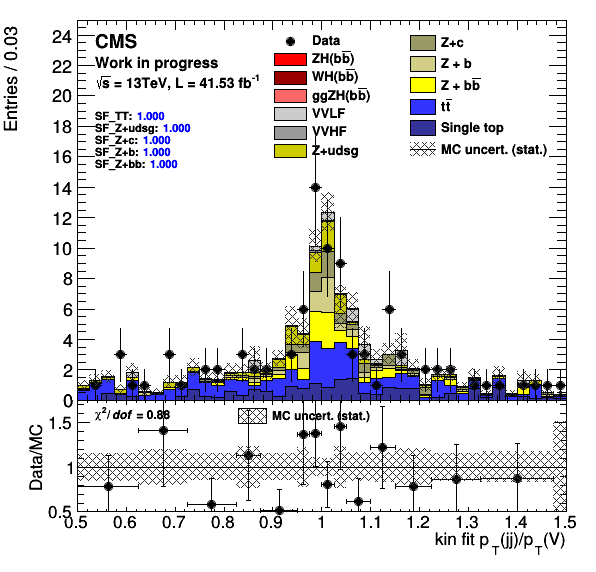 CMS
Work in progress
√s = 13TeV, L = 41.53 fb⁻¹
SF_TT: 1.000
SF_Z+udsg: 1.000
SF_Z+c: 1.000
SF_Z+b: 1.000
SF_Z+bb: 1.000
Data
ZH(bb̅)
WH(bb̅)
ggZH(bb̅)
VVLF
VVHF
Z+udsg
Z+c
Z + b
Z + bb̅
tt̅
Single top
MC uncert. (stat.)
Entries / 0.03
24
22
20
18
16
14
12
10
8
6
4
2
0
χ²/dof = 0.88
MC uncert. (stat.)
Data/MC
1.5
1
0.5
0.5 0.6 0.7 0.8 0.9 1 1.1 1.2 1.3 1.4 1.5
kin fit p_T(jj)/p_T(V)